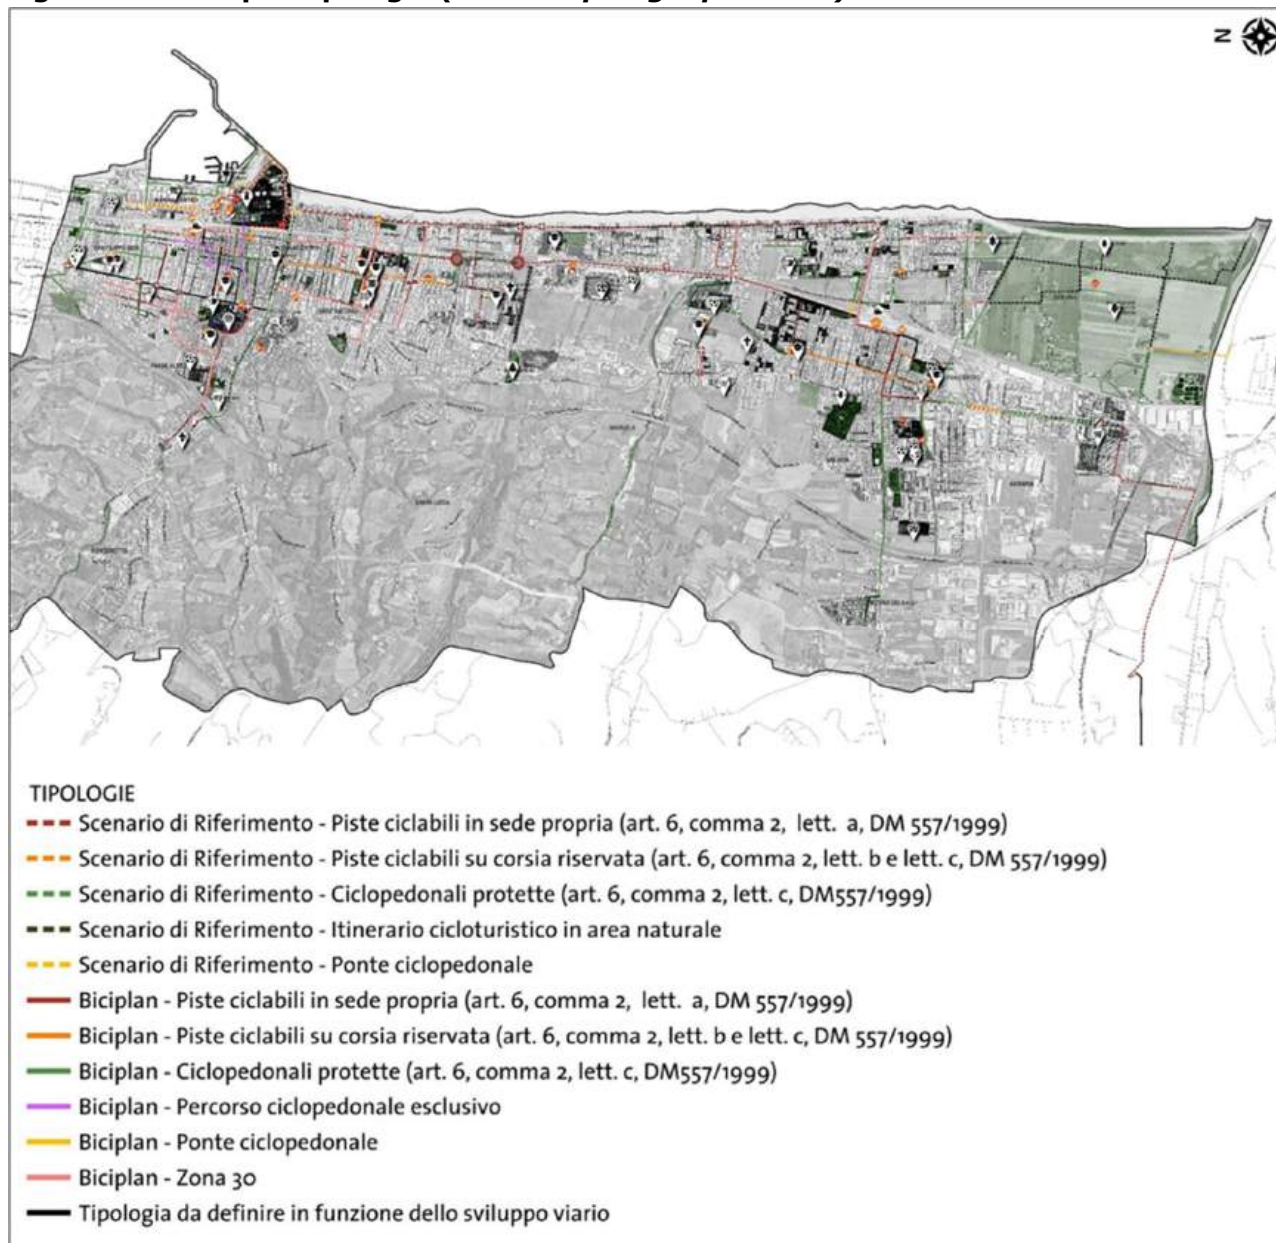 N
TIPOLOGIE
Scenario di Riferimento - Piste ciclabili in sede propria (art. 6, comma 2, lett. a, DM 557/1999)
Scenario di Riferimento - Piste ciclabili su corsia riservata (art. 6, comma 2, lett. b e lett. c, DM 557/1999)
Scenario di Riferimento - Ciclopedonali protette (art. 6, comma 2, lett. c, DM557/1999)
Scenario di Riferimento - Itinerario cicloturistico in area naturale
Scenario di Riferimento - Ponte ciclopedonale
Biciplan - Piste ciclabili in sede propria (art. 6, comma 2, lett. a, DM 557/1999)
Biciplan - Piste ciclabili su corsia riservata (art. 6, comma 2, lett. b e lett. c, DM 557/1999)
Biciplan - Ciclopedonali protette (art. 6, comma 2, lett. c, DM557/1999)
Biciplan - Percorso ciclopedonale esclusivo
Biciplan - Ponte ciclopedonale
Biciplan - Zona 30
Tipologia da definire in funzione dello sviluppo viario